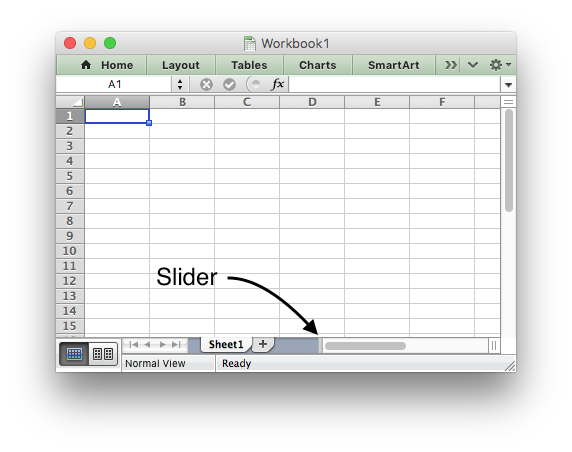 Workbook1
Home Layout Tables Charts SmartArt
A1 fx
A B C D E F
1
2
3
4
5
6
7
8
9
10
11
12
13
14
15
Slider
Sheet1 +
Normal View Ready